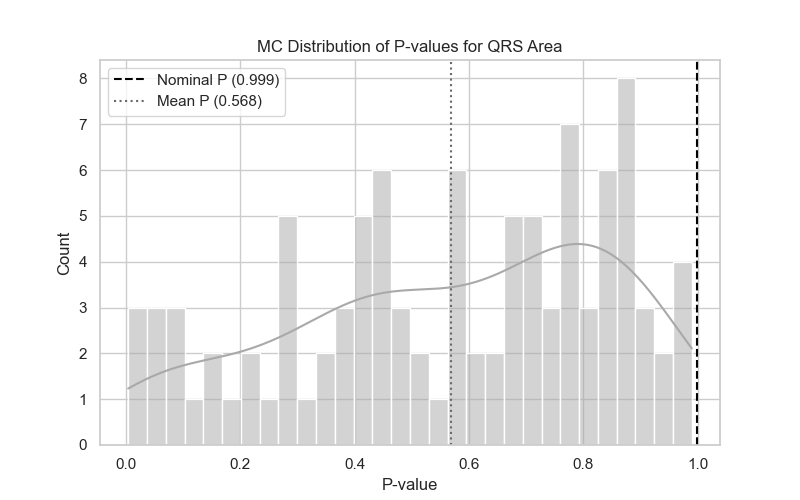 MC Distribution of P-values for QRS Area
Nominal P (0.999)
Mean P (0.568)
Count
8
7
6
5
4
3
2
1
0
0.0 0.2 0.4 0.6 0.8 1.0
P-value